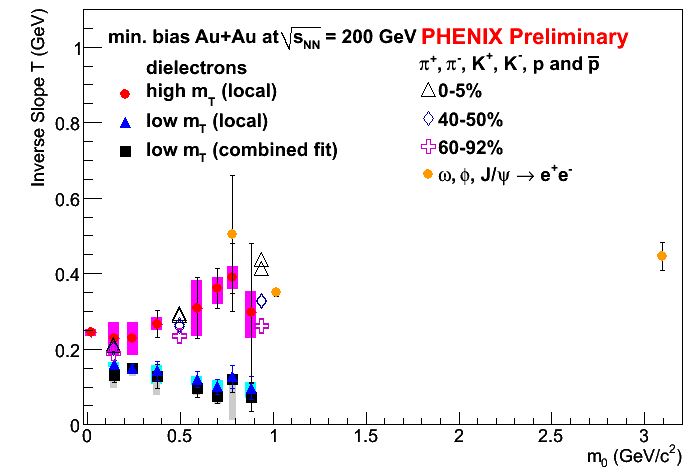 min. bias Au+Au at √s_NN = 200 GeV PHENIX Preliminary
dielectrons
high m_T (local)
low m_T (local)
low m_T (combined fit)
π⁺, π⁻, K⁺, K⁻, p and p̅
0-5%
40-50%
60-92%
ω, ϕ, J/ψ → e⁺e⁻
Inverse Slope T (GeV)
1
0.8
0.6
0.4
0.2
0
0 0.5 1 1.5 2 2.5 3
m₀ (GeV/c²)